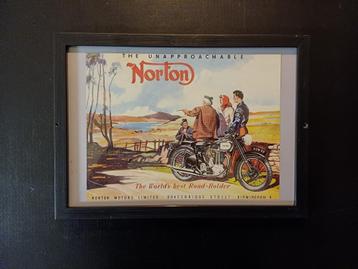 THE UNAPPROACHABLE
Norton
The World's best Road-Holder
NORTON MOTORS LIMITED · BRACEBRIDGE STREET · BIRMINGHAM 6